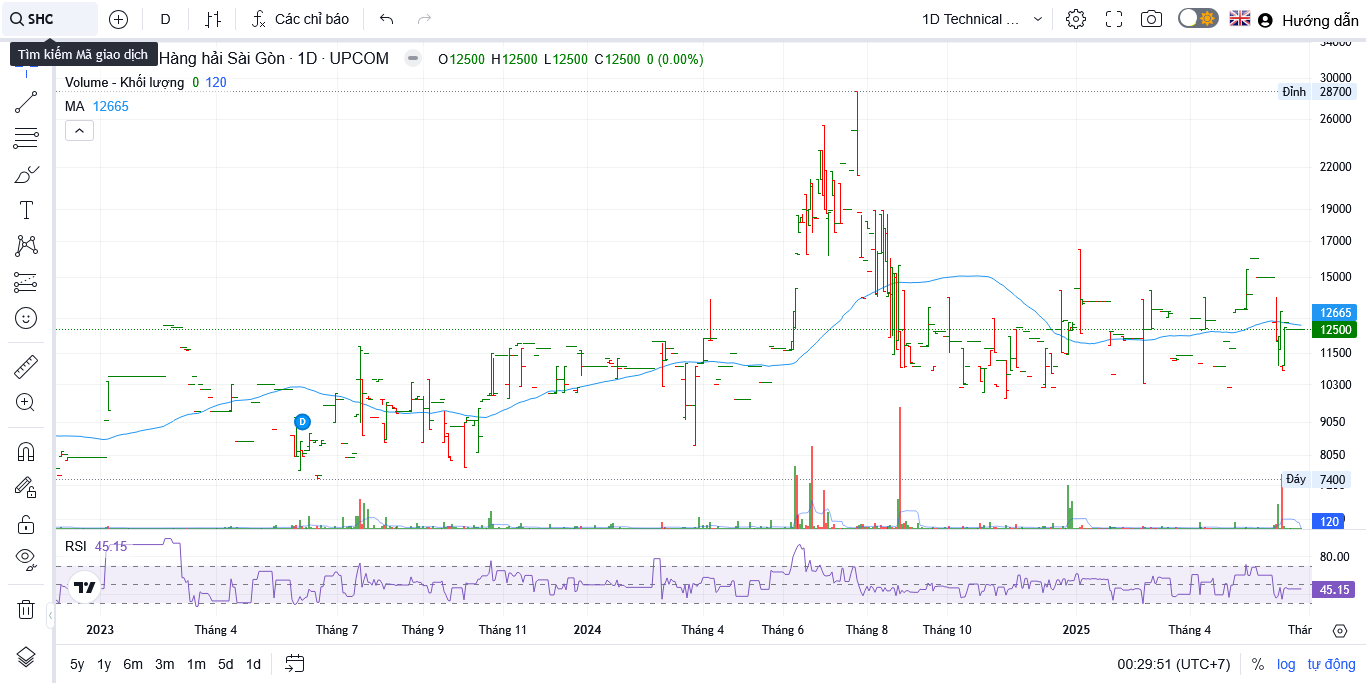 SHC
D
Các chỉ báo
1D Technical ...
Hướng dẫn
Tìm kiếm Mã giao dịch
Hàng hải Sài Gòn · 1D · UPCOM
O12500 H12500 L12500 C12500 0 (0.00%)
Volume - Khối lượng 0 120
MA 12665
34000
30000
Đỉnh 28700
26000
22000
19000
17000
15000
12665
12500
11500
10300
9050
8050
Đáy 7400
120
D
RSI 45.15
80.00
45.15
2023 Tháng 4 Tháng 7 Tháng 9 Tháng 11 2024 Tháng 4 Tháng 6 Tháng 8 Tháng 10 2025 Tháng 4 Thár
5y 1y 6m 3m 1m 5d 1d
00:29:51 (UTC+7) % log tự động